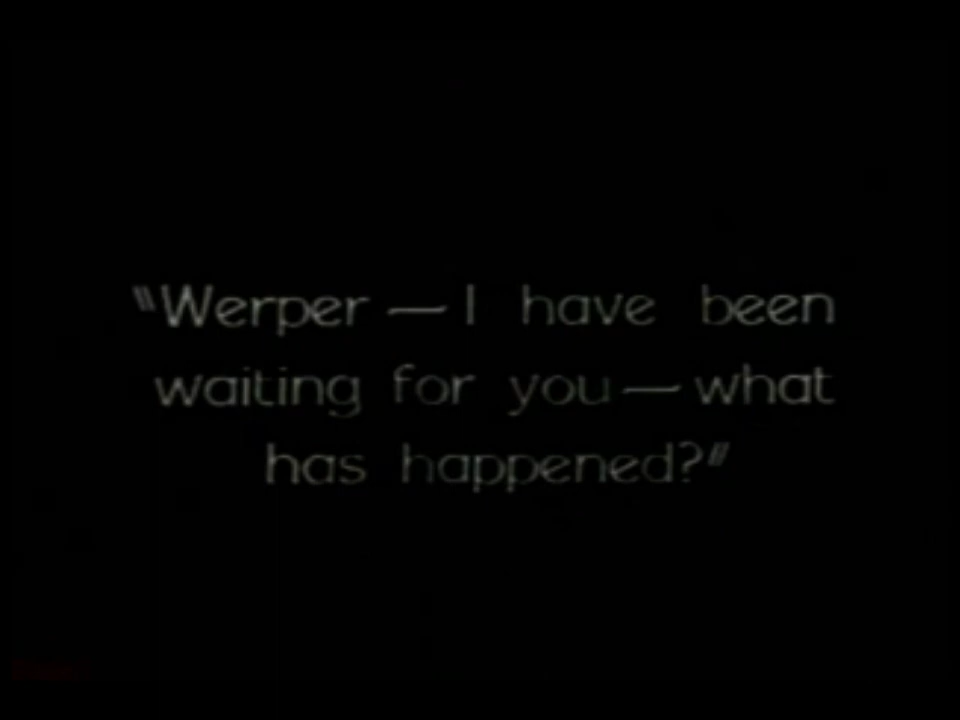 "Werper — I have been
waiting for you — what
has happened?"